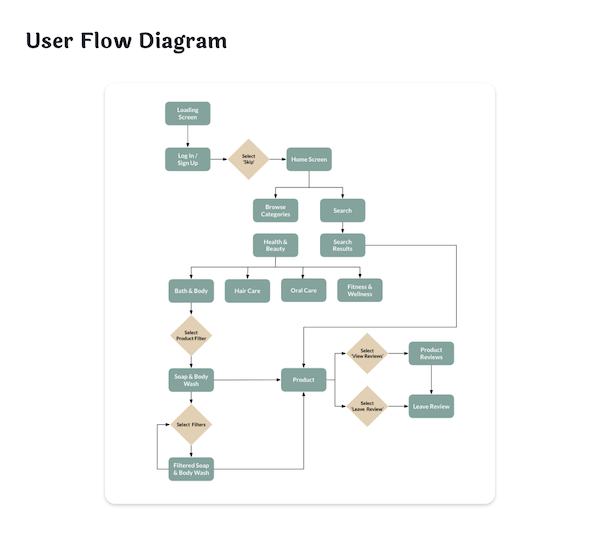 User Flow Diagram
Loading
Screen
Log In /
Sign Up
Select
'Skip'
Home Screen
Browse
Categories
Search
Health &
Beauty
Search
Results
Bath & Body
Hair Care
Oral Care
Fitness &
Wellness
Select
Product Filter
Select
'View Reviews'
Product
Reviews
Soap & Body
Wash
Product
Select
'Leave Review'
Leave Review
Select Filters
Filtered Soap
& Body Wash